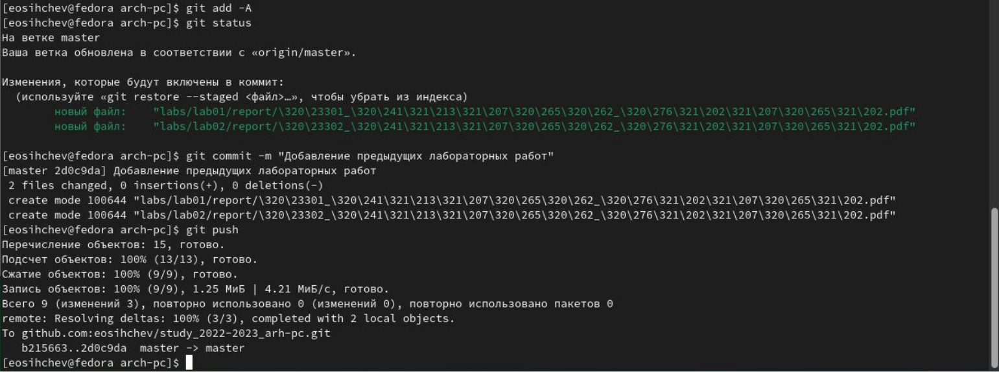 [eosihchev@fedora arch-pc]$ git add -A
[eosihchev@fedora arch-pc]$ git status
На ветке master
Ваша ветка обновлена в соответствии с «origin/master».
Изменения, которые будут включены в коммит:
(используйте «git restore --staged <файл>…», чтобы убрать из индекса)
новый файл: "labs/lab01/report/\320\23301_\320\241\321\213\321\207\320\265\320\262_\320\276\321\202\321\207\320\265\321\202.pdf"
новый файл: "labs/lab02/report/\320\23302_\320\241\321\213\321\207\320\265\320\262_\320\276\321\202\321\207\320\265\321\202.pdf"
[eosihchev@fedora arch-pc]$ git commit -m "Добавление предыдущих лабораторных работ"
[master 2d0c9da] Добавление предыдущих лабораторных работ
2 files changed, 0 insertions(+), 0 deletions(-)
create mode 100644 "labs/lab01/report/\320\23301_\320\241\321\213\321\207\320\265\320\262_\320\276\321\202\321\207\320\265\321\202.pdf"
create mode 100644 "labs/lab02/report/\320\23302_\320\241\321\213\321\207\320\265\320\262_\320\276\321\202\321\207\320\265\321\202.pdf"
[eosihchev@fedora arch-pc]$ git push
Перечисление объектов: 15, готово.
Подсчет объектов: 100% (13/13), готово.
Сжатие объектов: 100% (9/9), готово.
Запись объектов: 100% (9/9), 1.25 МиБ | 4.21 МиБ/с, готово.
Всего 9 (изменений 3), повторно использовано 0 (изменений 0), повторно использовано пакетов 0
remote: Resolving deltas: 100% (3/3), completed with 2 local objects.
To github.com:eosihchev/study_2022-2023_arh-pc.git
b215663..2d0c9da master -> master
[eosihchev@fedora arch-pc]$